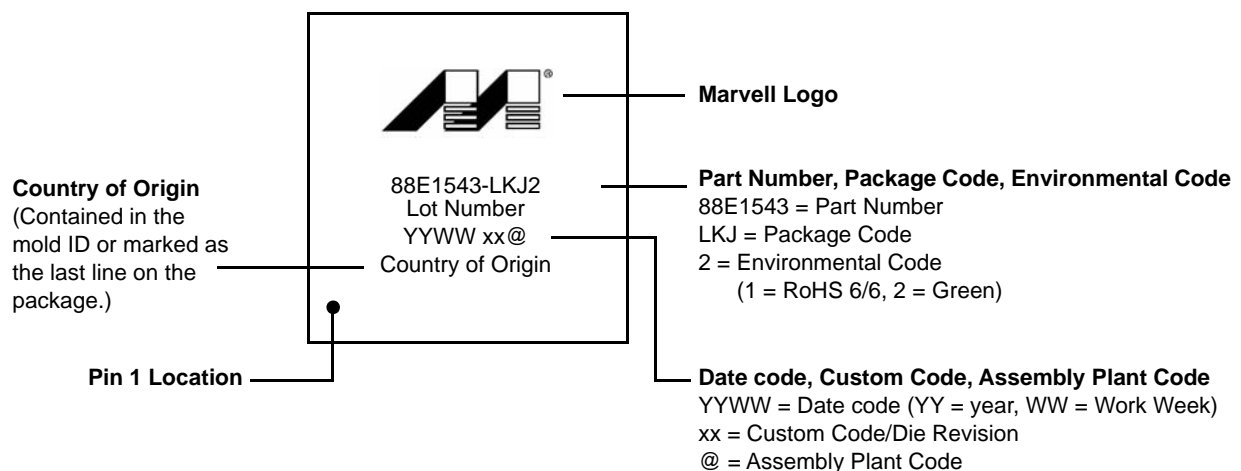 ®
Marvell Logo
88E1543-LKJ2
Lot Number
YYWW xx@
Country of Origin
Country of Origin
(Contained in the
mold ID or marked as
the last line on the
package.)
Pin 1 Location
Part Number, Package Code, Environmental Code
88E1543 = Part Number
LKJ = Package Code
2 = Environmental Code
(1 = RoHS 6/6, 2 = Green)
Date code, Custom Code, Assembly Plant Code
YYWW = Date code (YY = year, WW = Work Week)
xx = Custom Code/Die Revision
@ = Assembly Plant Code